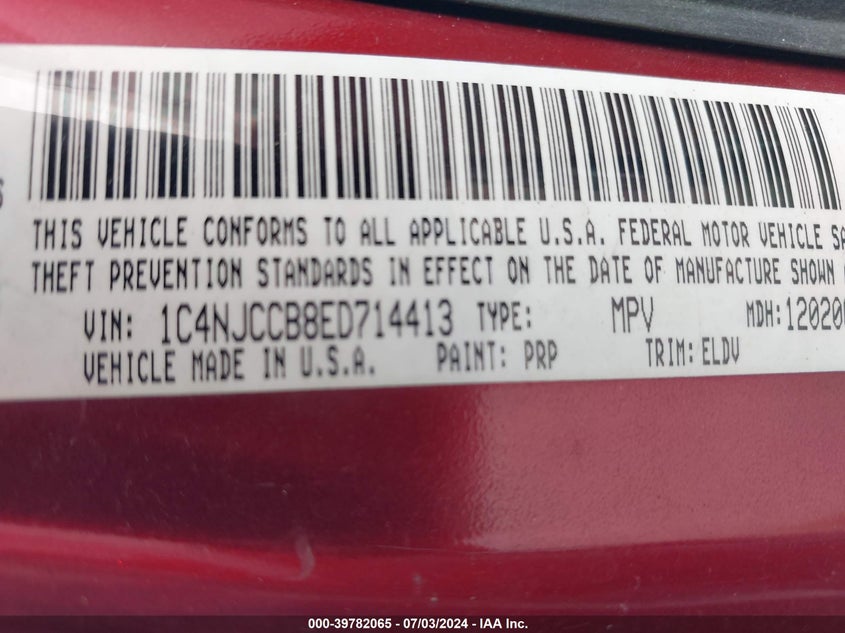 THIS VEHICLE CONFORMS TO ALL APPLICABLE U.S.A. FEDERAL MOTOR VEHICLE
THEFT PREVENTION STANDARDS IN EFFECT ON THE DATE OF MANUFACTURE SHOWN
VIN: 1C4NJCCB8ED714413 TYPE: MPV MDH: 12020
VEHICLE MADE IN U.S.A. PAINT: PRP TRIM: ELDV
000-39782065 - 07/03/2024 - IAA Inc.